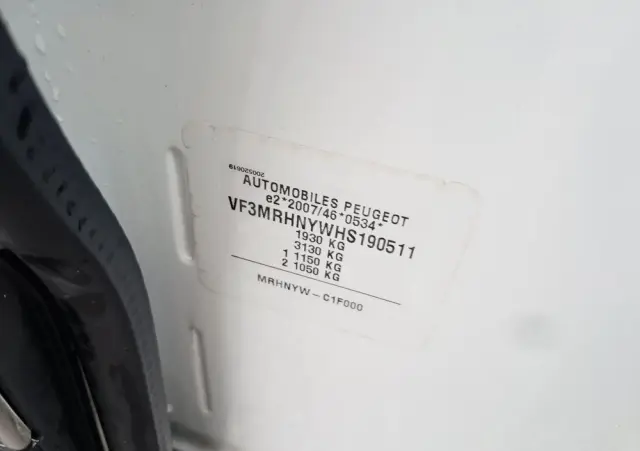 200520619
AUTOMOBILES PEUGEOT
e2*2007/46*0534*
VF3MRHNYWHS190511
1930 KG
3130 KG
1 1150 KG
2 1050 KG
MRHNYW-C1F000